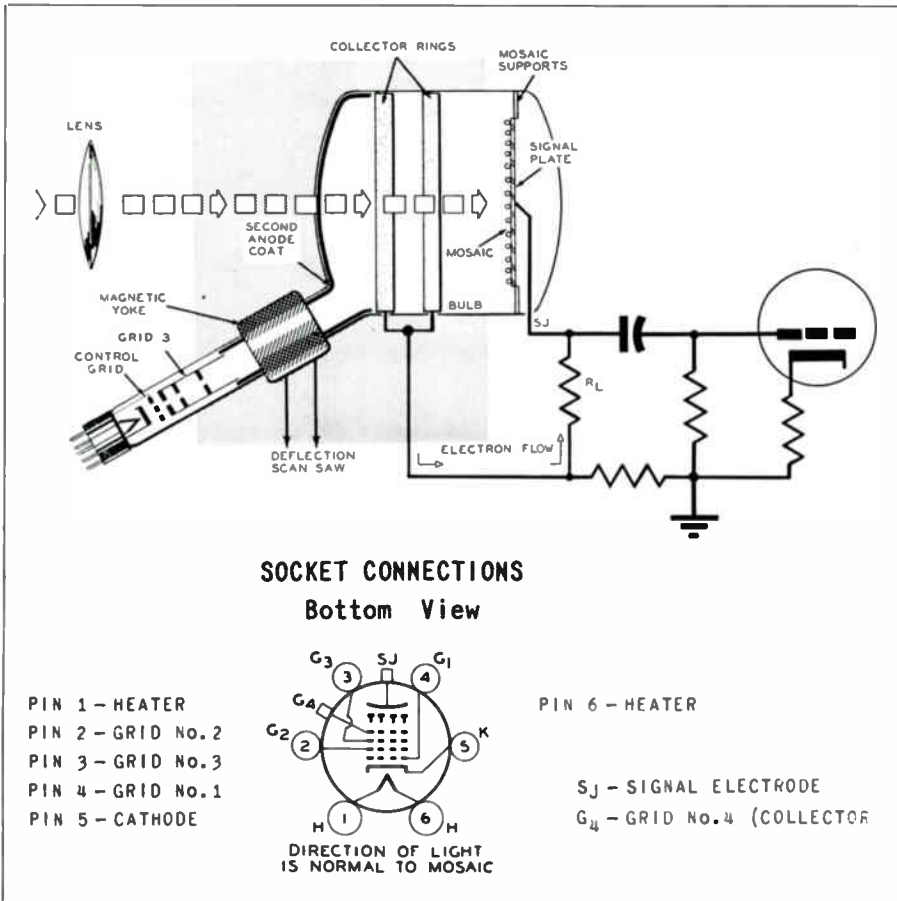 COLLECTOR RINGS
MOSAIC
SUPPORTS
LENS
SIGNAL
PLATE
SECOND
ANODE
COAT
MOSAIC
MAGNETIC
YOKE
BULB
SJ
GRID 3
CONTROL
GRID
RL
DEFLECTION
SCAN SAW
ELECTRON FLOW
SOCKET CONNECTIONS
Bottom View
G3
SJ
G1
3
4
G4
G2
2
5
K
H
1
6
H
DIRECTION OF LIGHT
IS NORMAL TO MOSAIC
PIN 1 - HEATER
PIN 2 - GRID No.2
PIN 3 - GRID No.3
PIN 4 - GRID No.1
PIN 5 - CATHODE
PIN 6 - HEATER
SJ - SIGNAL ELECTRODE
G4 - GRID No.4 (COLLECTOR